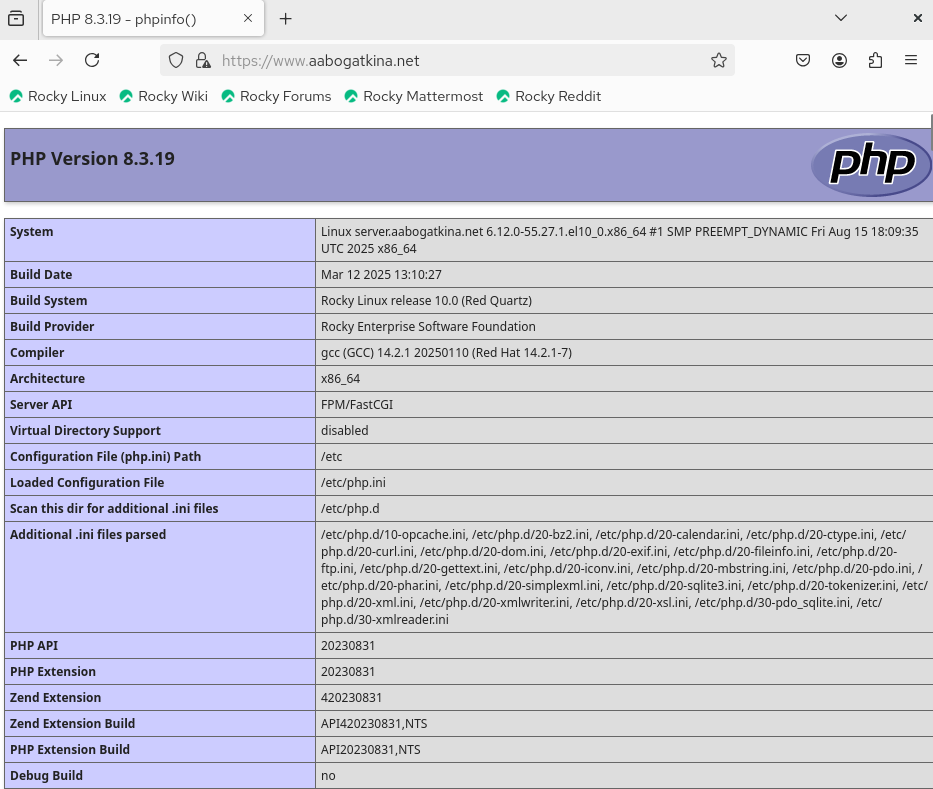 PHP 8.3.19 - phpinfo()
https://www.aabogatkina.net
Rocky Linux Rocky Wiki Rocky Forums Rocky Mattermost Rocky Reddit
PHP Version 8.3.19
php
System Linux server.aabogatkina.net 6.12.0-55.27.1.el10_0.x86_64 #1 SMP PREEMPT_DYNAMIC Fri Aug 15 18:09:35
UTC 2025 x86_64
Build Date Mar 12 2025 13:10:27
Build System Rocky Linux release 10.0 (Red Quartz)
Build Provider Rocky Enterprise Software Foundation
Compiler gcc (GCC) 14.2.1 20250110 (Red Hat 14.2.1-7)
Architecture x86_64
Server API FPM/FastCGI
Virtual Directory Support disabled
Configuration File (php.ini) Path /etc
Loaded Configuration File /etc/php.ini
Scan this dir for additional .ini files /etc/php.d
Additional .ini files parsed /etc/php.d/10-opcache.ini, /etc/php.d/20-bz2.ini, /etc/php.d/20-calendar.ini, /etc/php.d/20-ctype.ini, /etc/
php.d/20-curl.ini, /etc/php.d/20-dom.ini, /etc/php.d/20-exif.ini, /etc/php.d/20-fileinfo.ini, /etc/php.d/20-
ftp.ini, /etc/php.d/20-gettext.ini, /etc/php.d/20-iconv.ini, /etc/php.d/20-mbstring.ini, /etc/php.d/20-pdo.ini, /
etc/php.d/20-phar.ini, /etc/php.d/20-simplexml.ini, /etc/php.d/20-sqlite3.ini, /etc/php.d/20-tokenizer.ini, /etc/
php.d/20-xml.ini, /etc/php.d/20-xmlwriter.ini, /etc/php.d/20-xsl.ini, /etc/php.d/30-pdo_sqlite.ini, /etc/
php.d/30-xmlreader.ini
PHP API 20230831
PHP Extension 20230831
Zend Extension 420230831
Zend Extension Build API420230831,NTS
PHP Extension Build API20230831,NTS
Debug Build no